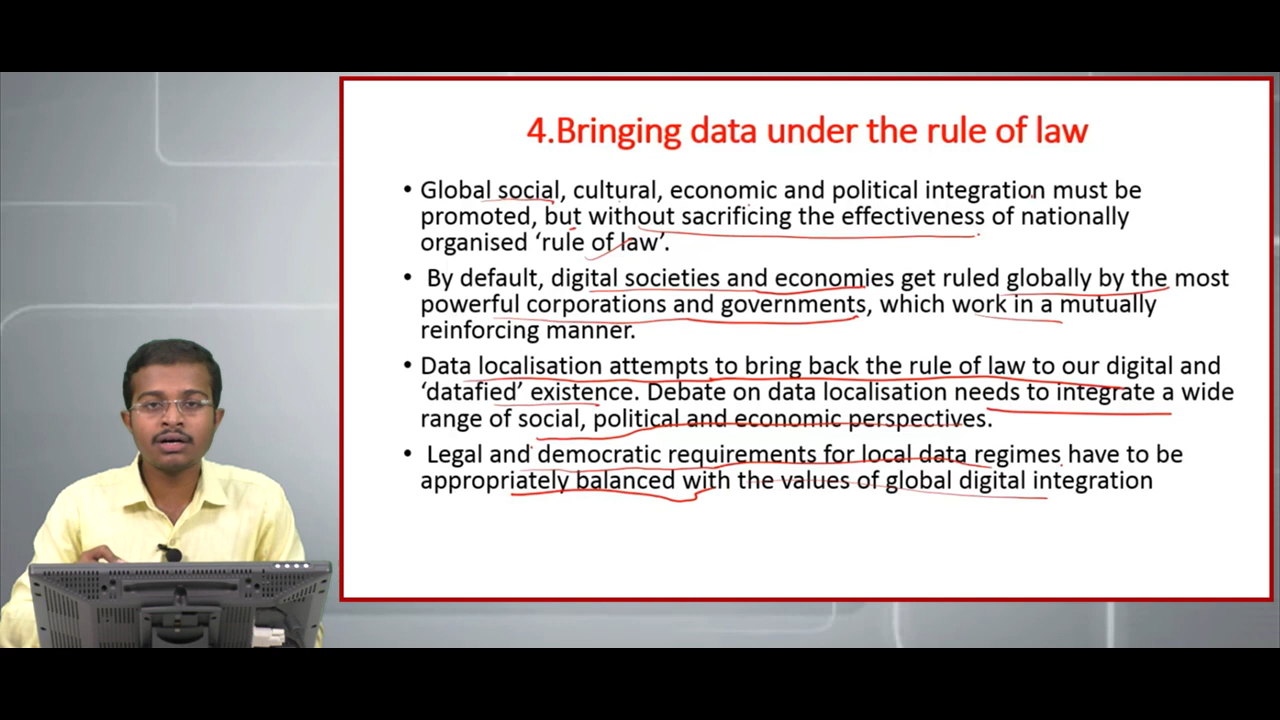 4.Bringing data under the rule of law
• Global social, cultural, economic and political integration must be
promoted, but without sacrificing the effectiveness of nationally
organised ‘rule of law’.
• By default, digital societies and economies get ruled globally by the most
powerful corporations and governments, which work in a mutually
reinforcing manner.
• Data localisation attempts to bring back the rule of law to our digital and
‘datafied’ existence. Debate on data localisation needs to integrate a wide
range of social, political and economic perspectives.
• Legal and democratic requirements for local data regimes have to be
appropriately balanced with the values of global digital integration